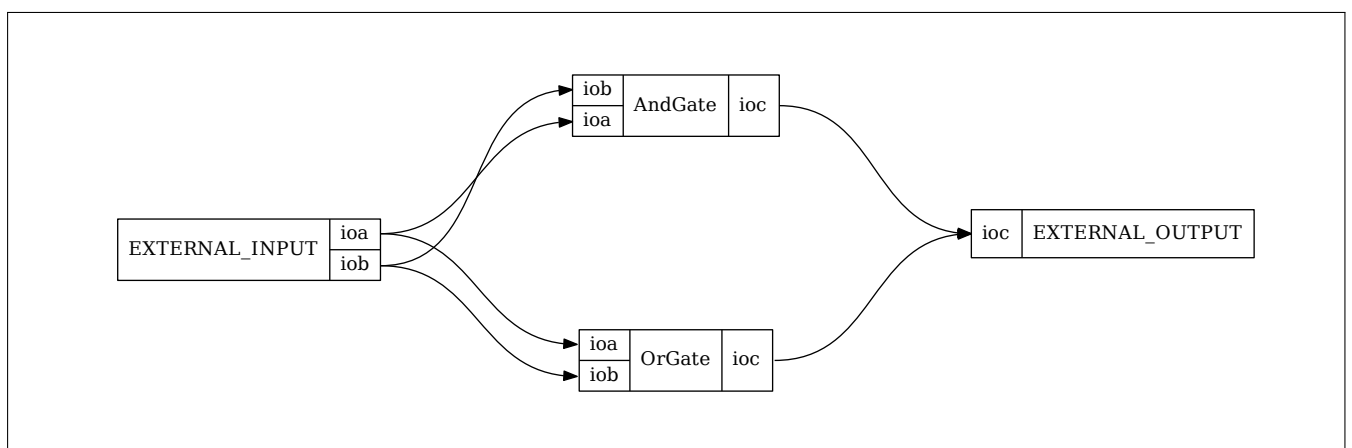 iob
ioa
AndGate
ioc
EXTERNAL_INPUT
ioa
iob
ioc
EXTERNAL_OUTPUT
ioa
iob
OrGate
ioc